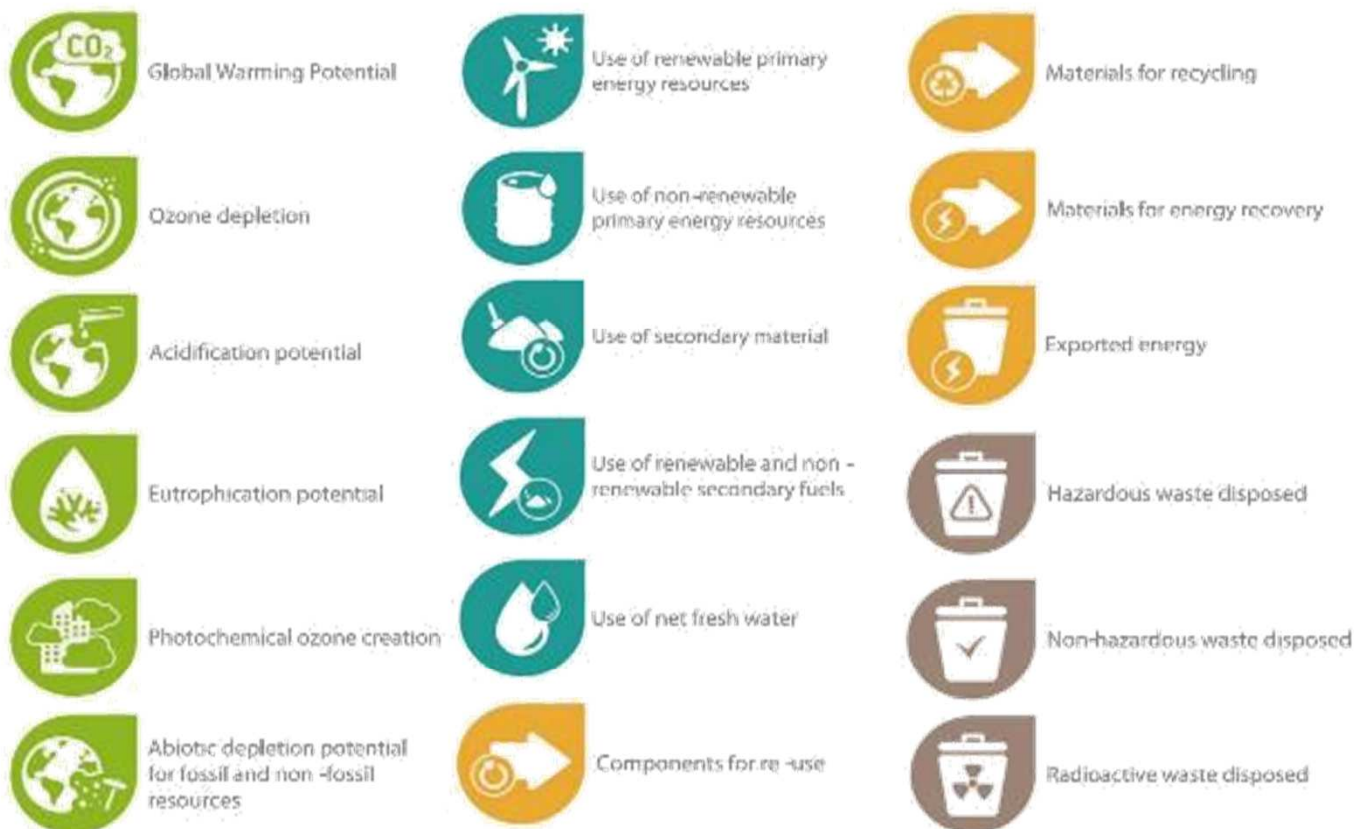 CO₂
Global Warming Potential
Ozone depletion
Acidification potential
Eutrophication potential
Photochemical ozone creation
Abiotic depletion potential
for fossil and non -fossil
resources
Use of renewable primary
energy resources
Use of non-renewable
primary energy resources
Use of secondary material
Use of renewable and non -
renewable secondary fuels
Use of net fresh water
Components for re -use
Materials for recycling
Materials for energy recovery
Exported energy
Hazardous waste disposed
Non-hazardous waste disposed
Radioactive waste disposed